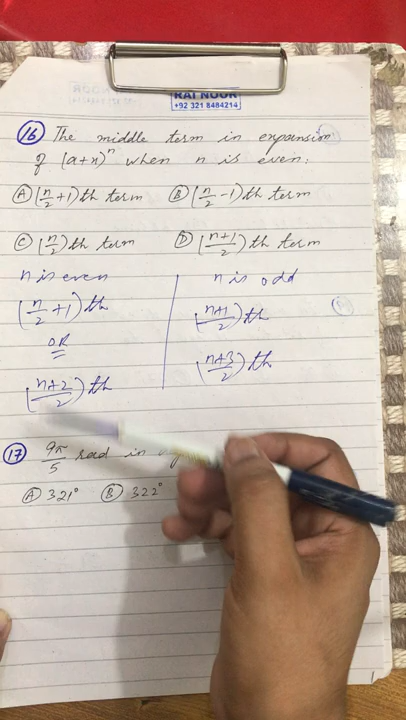 RAI NOOR
+92 321 8484214
16 The middle term in expansion
of (a+x)^n when n is even:
A (n/2+1)th term B (n/2-1)th term
C (n/2)th term D (n+1/2)th term
n is even n is odd
(n/2+1)th (n+1/2)th
OR
(n+2/2)th (n+3/2)th
17 9π/5 rad in
A 321° B 322°